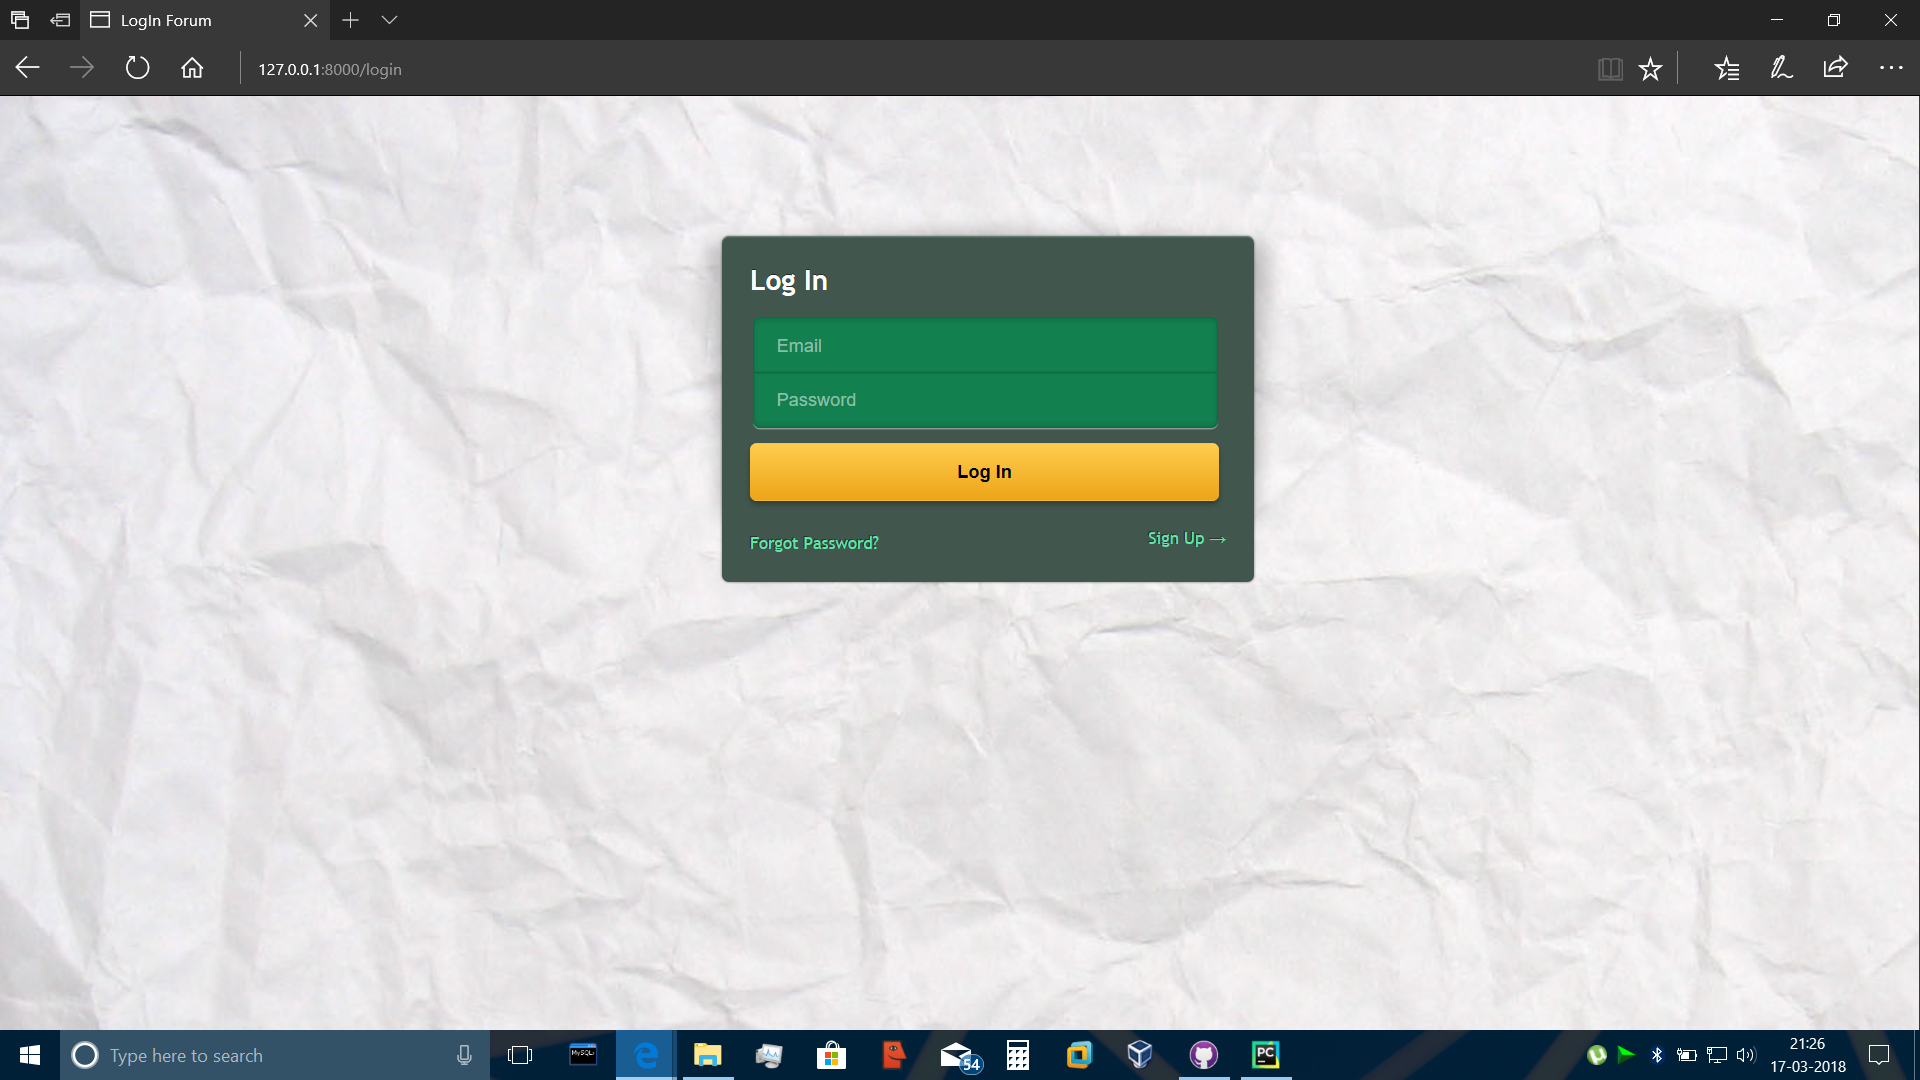 LogIn Forum
127.0.0.1:8000/login
Log In
Email
Password
Log In
Forgot Password?
Sign Up →
Type here to search
MySQL
54
PC
21:26
17-03-2018